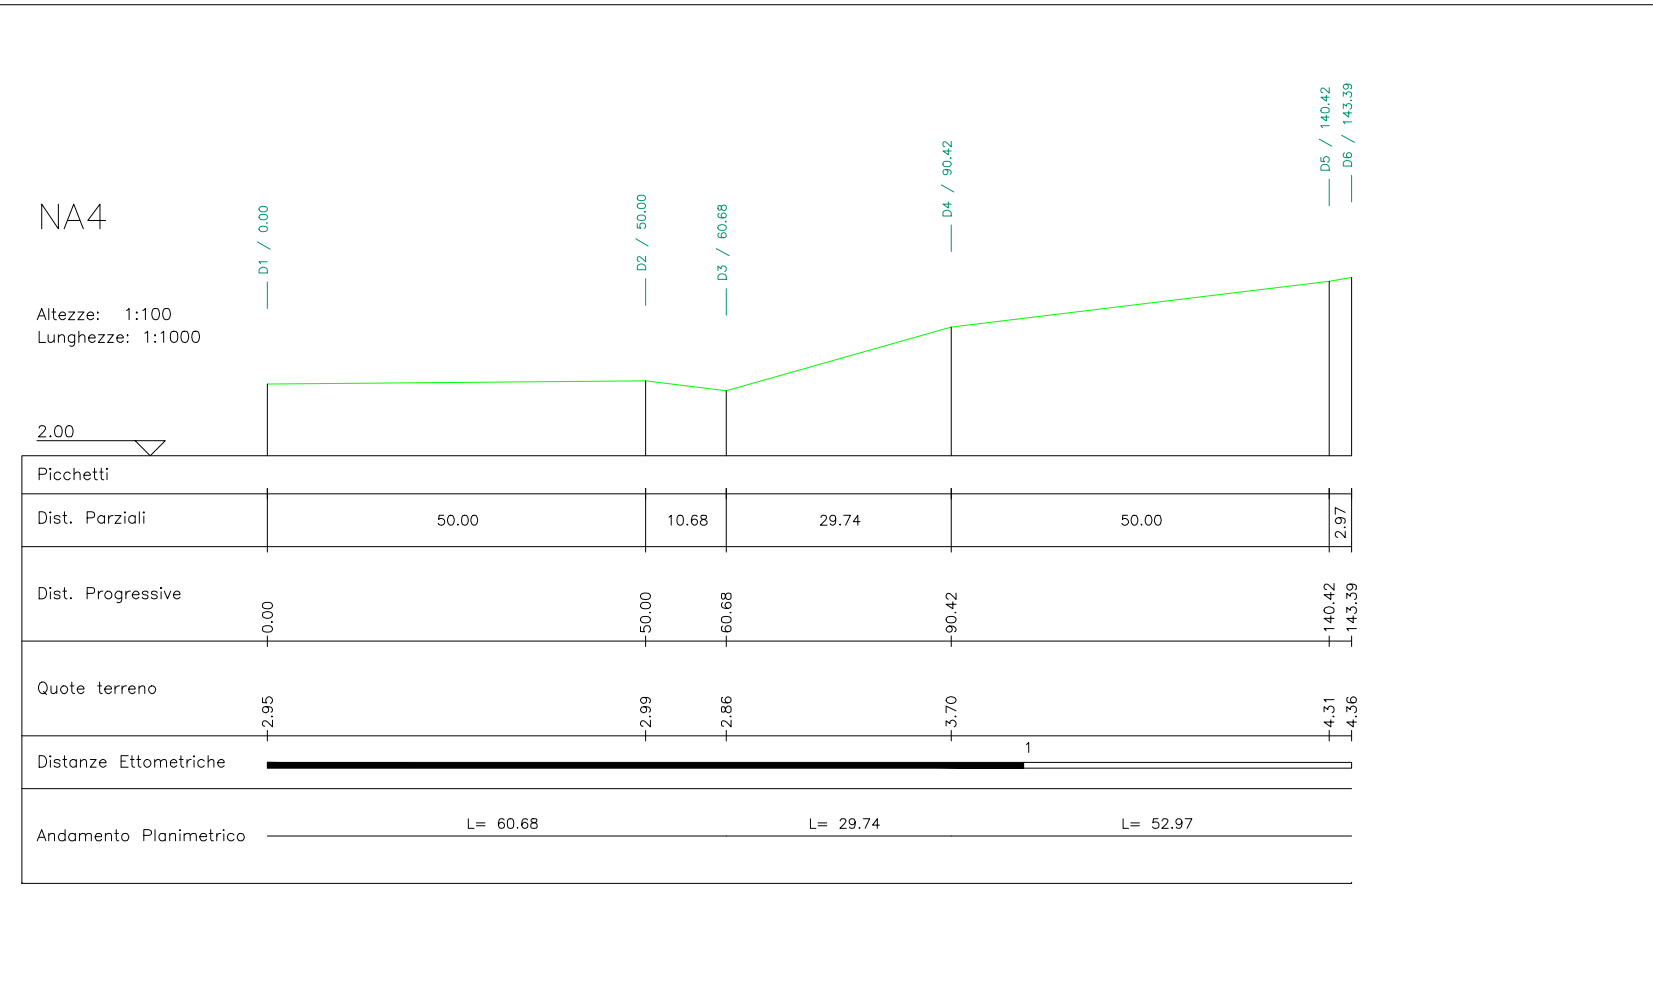 D1 / 0.00
D2 / 50.00
D3 / 60.68
D4 / 90.42
D5 / 140.42
D6 / 143.39
NA4
Altezze: 1:100
Lunghezze: 1:1000
2.00
Picchetti
Dist. Parziali
50.00
10.68
29.74
50.00
2.97
Dist. Progressive
0.00
50.00
60.68
90.42
140.42
143.39
Quote terreno
2.95
2.99
2.86
3.70
4.31
4.36
Distanze Ettometriche
1
Andamento Planimetrico
L= 60.68
L= 29.74
L= 52.97